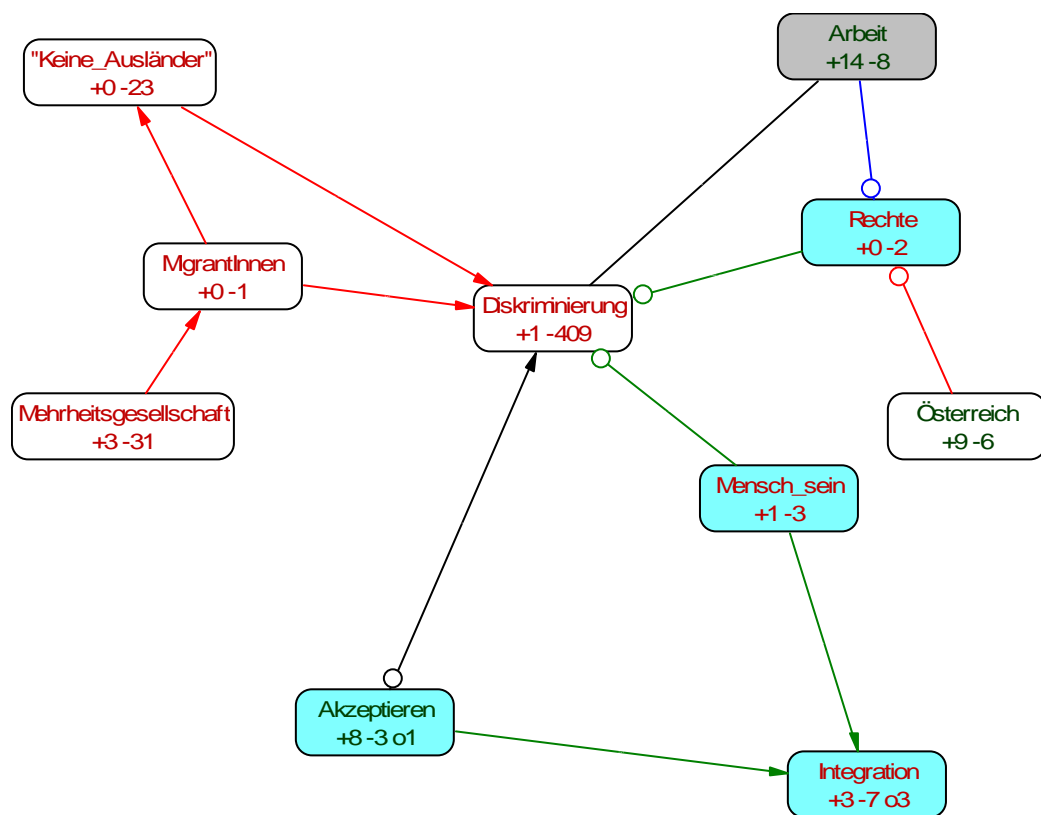 Arbeit
+14 -8
"Keine_Ausländer"
+0 -23
Rechte
+0 -2
MigrantInnen
+0 -1
Diskriminierung
+1 -409
Mehrheitsgesellschaft
+3 -31
Österreich
+9 -6
Mensch_sein
+1 -3
Akzeptieren
+8 -3 o1
Integration
+3 -7 o3